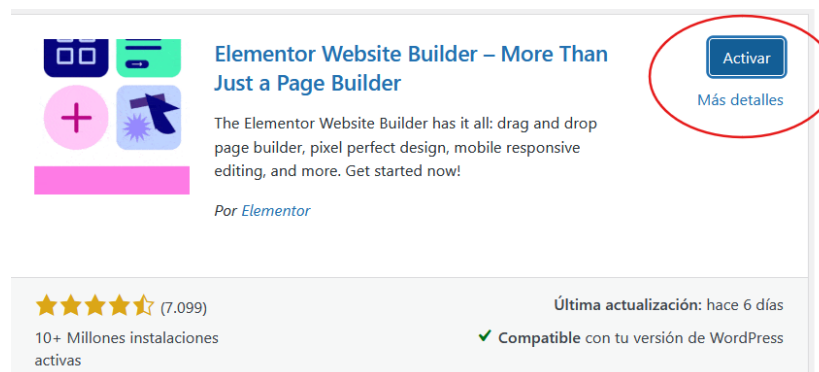 Elementor Website Builder – More Than
Just a Page Builder
Activar
Más detalles
The Elementor Website Builder has it all: drag and drop
page builder, pixel perfect design, mobile responsive
editing, and more. Get started now!
Por Elementor
(7.099)
Última actualización: hace 6 días
10+ Millones instalaciones
activas
Compatible con tu versión de WordPress